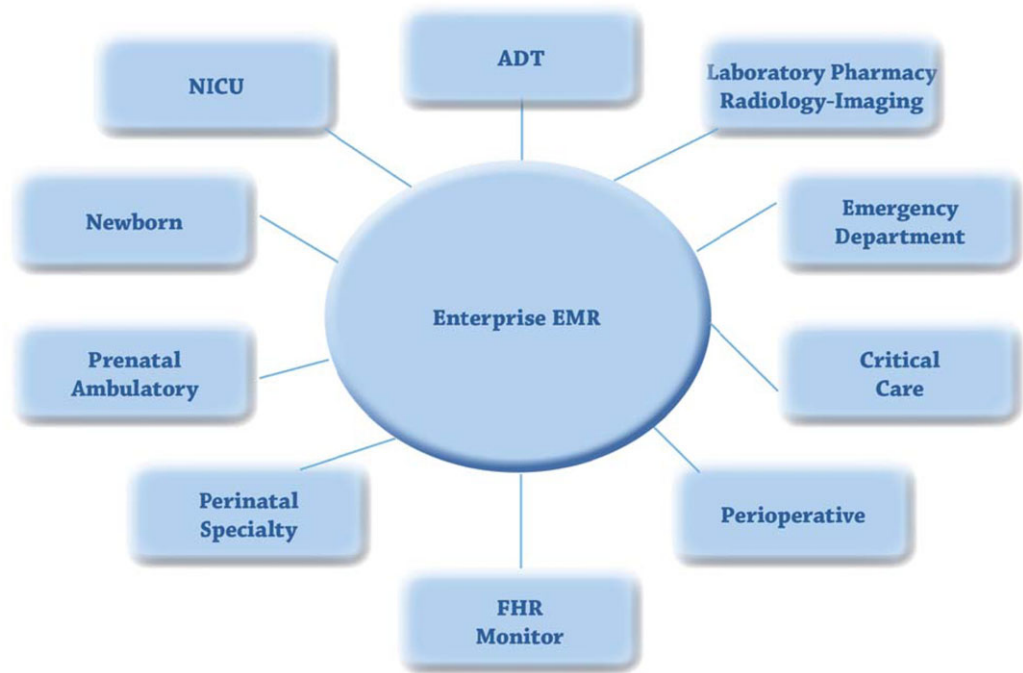 ADT
NICU
Laboratory Pharmacy
Radiology-Imaging
Newborn
Emergency
Department
Enterprise EMR
Prenatal
Ambulatory
Critical
Care
Perinatal
Specialty
Perioperative
FHR
Monitor